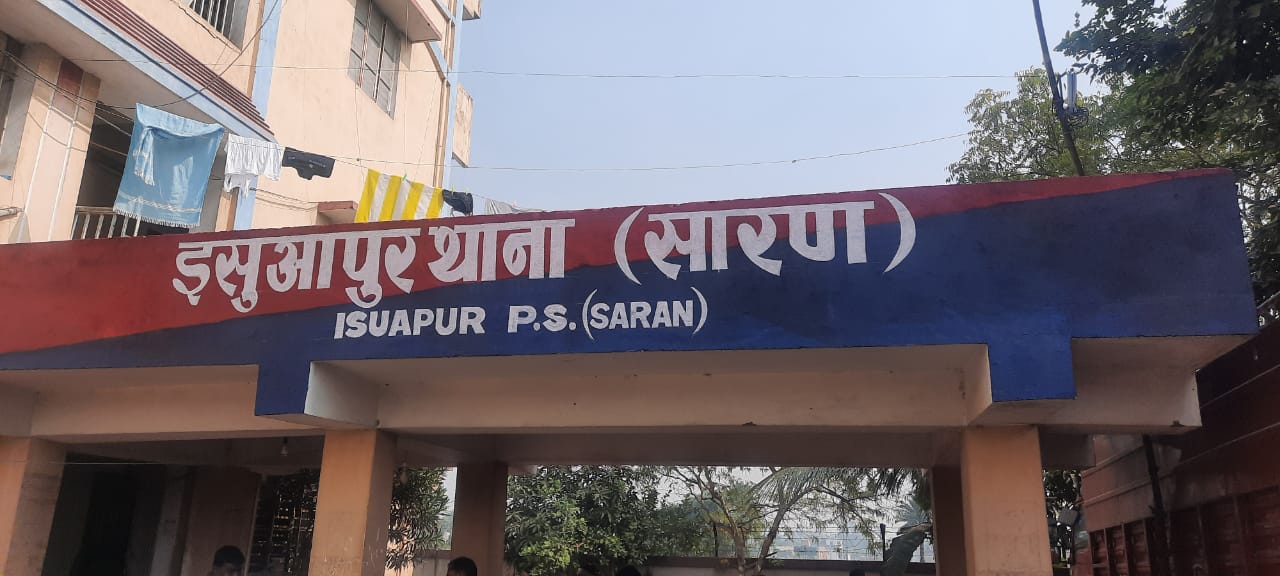 इसुआपुर थाना (सारण)
ISUAPUR P.S. (SARAN)